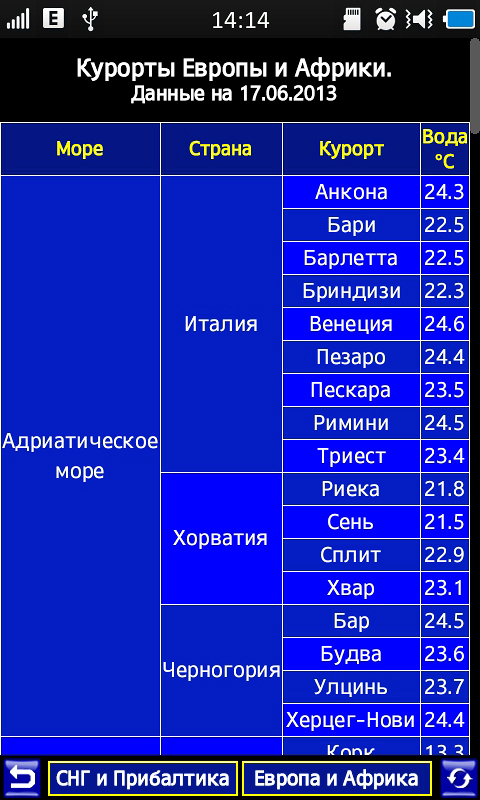 E 14:14
Курорты Европы и Африки.
Данные на 17.06.2013
Море Страна Курорт Вода °C
Адриатическое море
Италия
Анкона 24.3
Бари 22.5
Барлетта 22.5
Бриндизи 22.3
Венеция 24.6
Пезаро 24.4
Пескара 23.5
Римини 24.5
Триест 23.4
Хорватия
Риека 21.8
Сень 21.5
Сплит 22.9
Хвар 23.1
Черногория
Бар 24.5
Будва 23.6
Улцинь 23.7
Херцег-Нови 24.4
Корк 13.3
СНГ и Прибалтика Европа и Африка